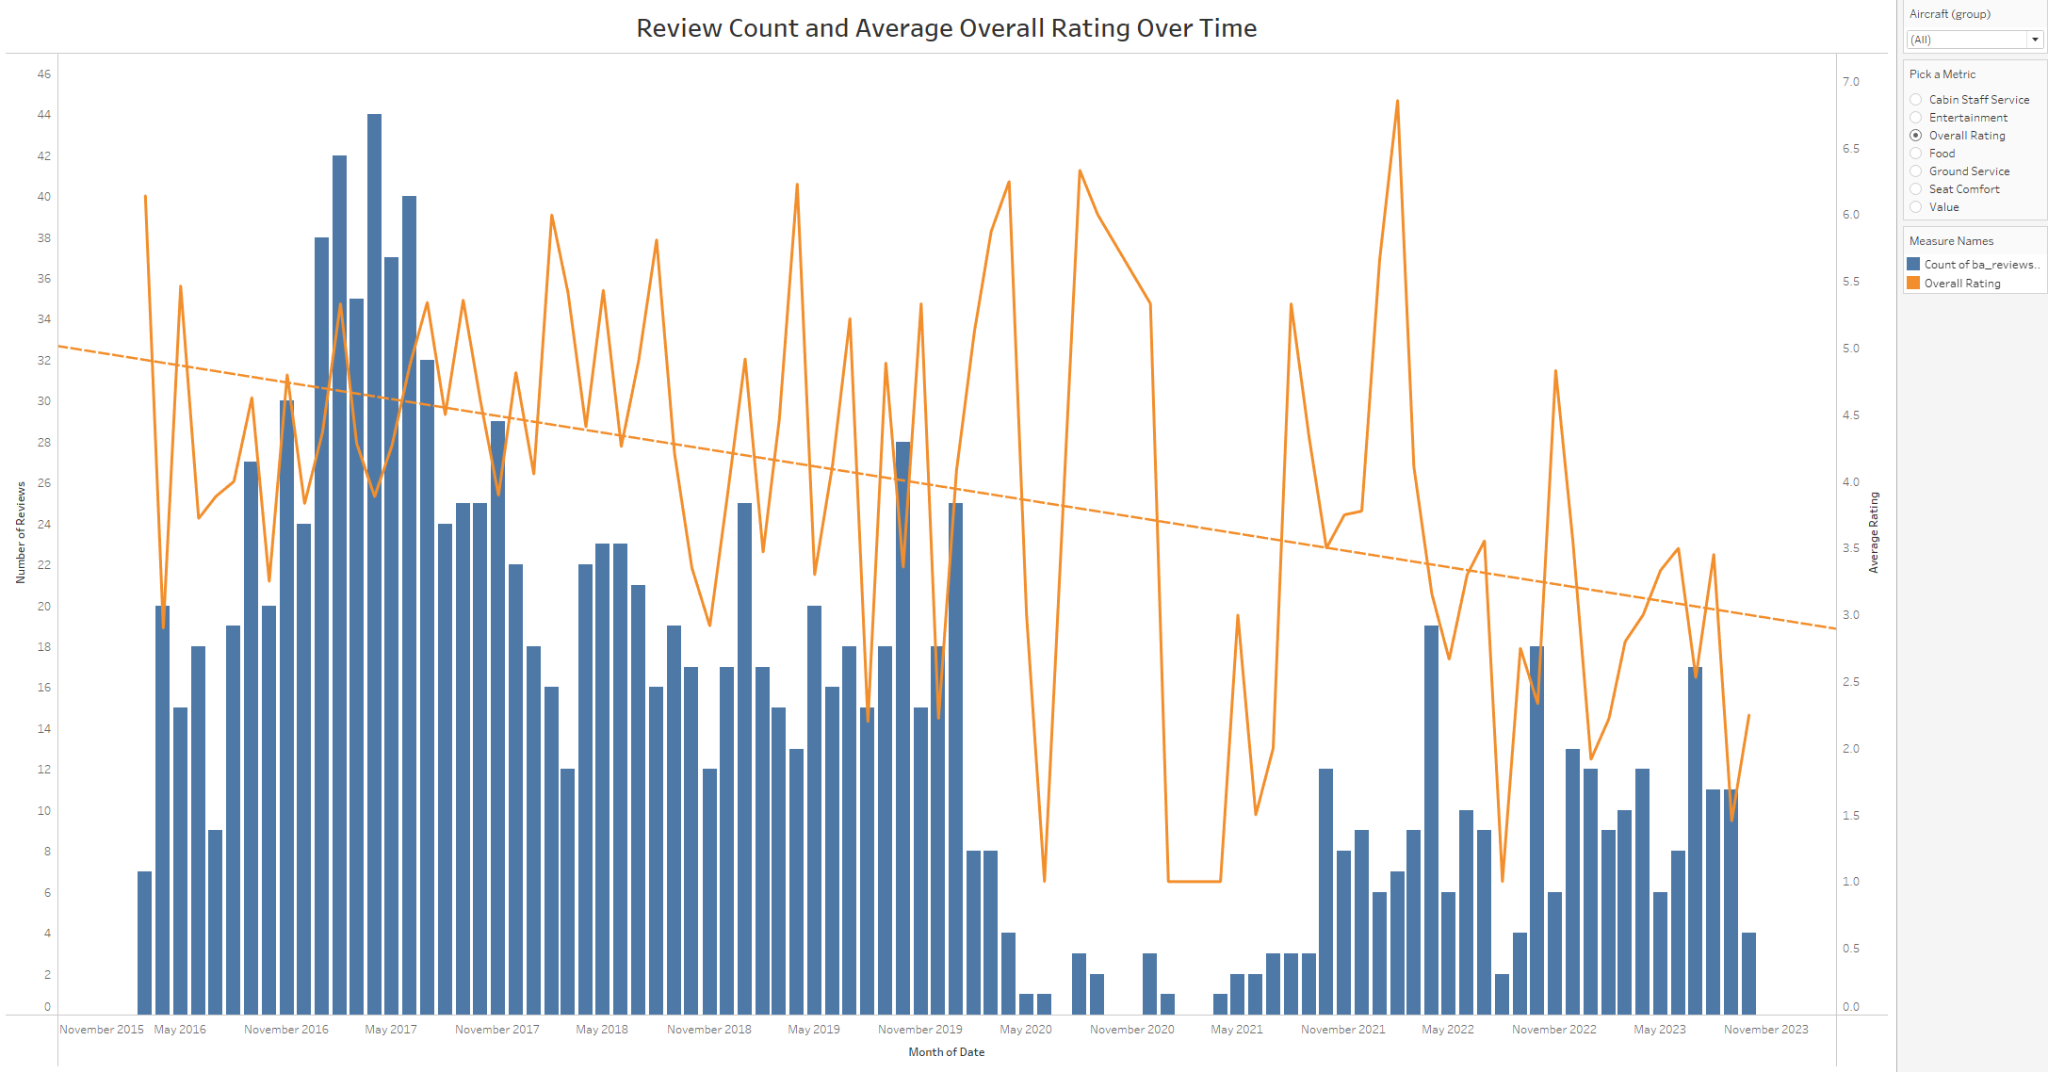 Review Count and Average Overall Rating Over Time
Aircraft (group)
(All)
Pick a Metric
Cabin Staff Service
Entertainment
Overall Rating
Food
Ground Service
Seat Comfort
Value
Measure Names
Count of ba_reviews..
Overall Rating
Number of Reviews
46
44
42
40
38
36
34
32
30
28
26
24
22
20
18
16
14
12
10
8
6
4
2
0
7.0
6.5
6.0
5.5
5.0
4.5
4.0
3.5
3.0
2.5
2.0
1.5
1.0
0.5
0.0
Average Rating
November 2015 May 2016 November 2016 May 2017 November 2017 May 2018 November 2018 May 2019 November 2019 May 2020 November 2020 May 2021 November 2021 May 2022 November 2022 May 2023 November 2023
Month of Date